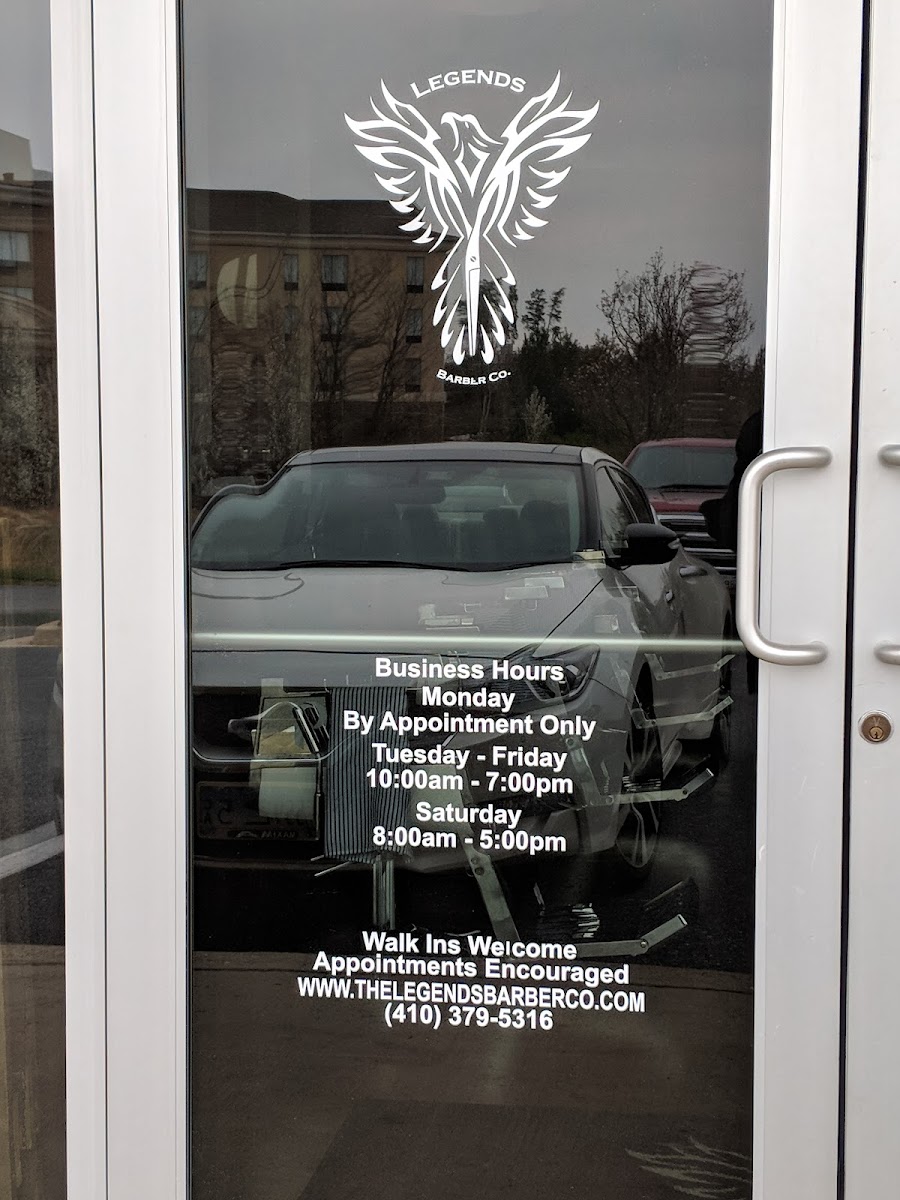 LEGENDS
BARBER CO.
Business Hours
Monday
By Appointment Only
Tuesday - Friday
10:00am - 7:00pm
Saturday
8:00am - 5:00pm
Walk Ins Welcome
Appointments Encouraged
WWW.THELEGENDSBARBERCO.COM
(410) 379-5316